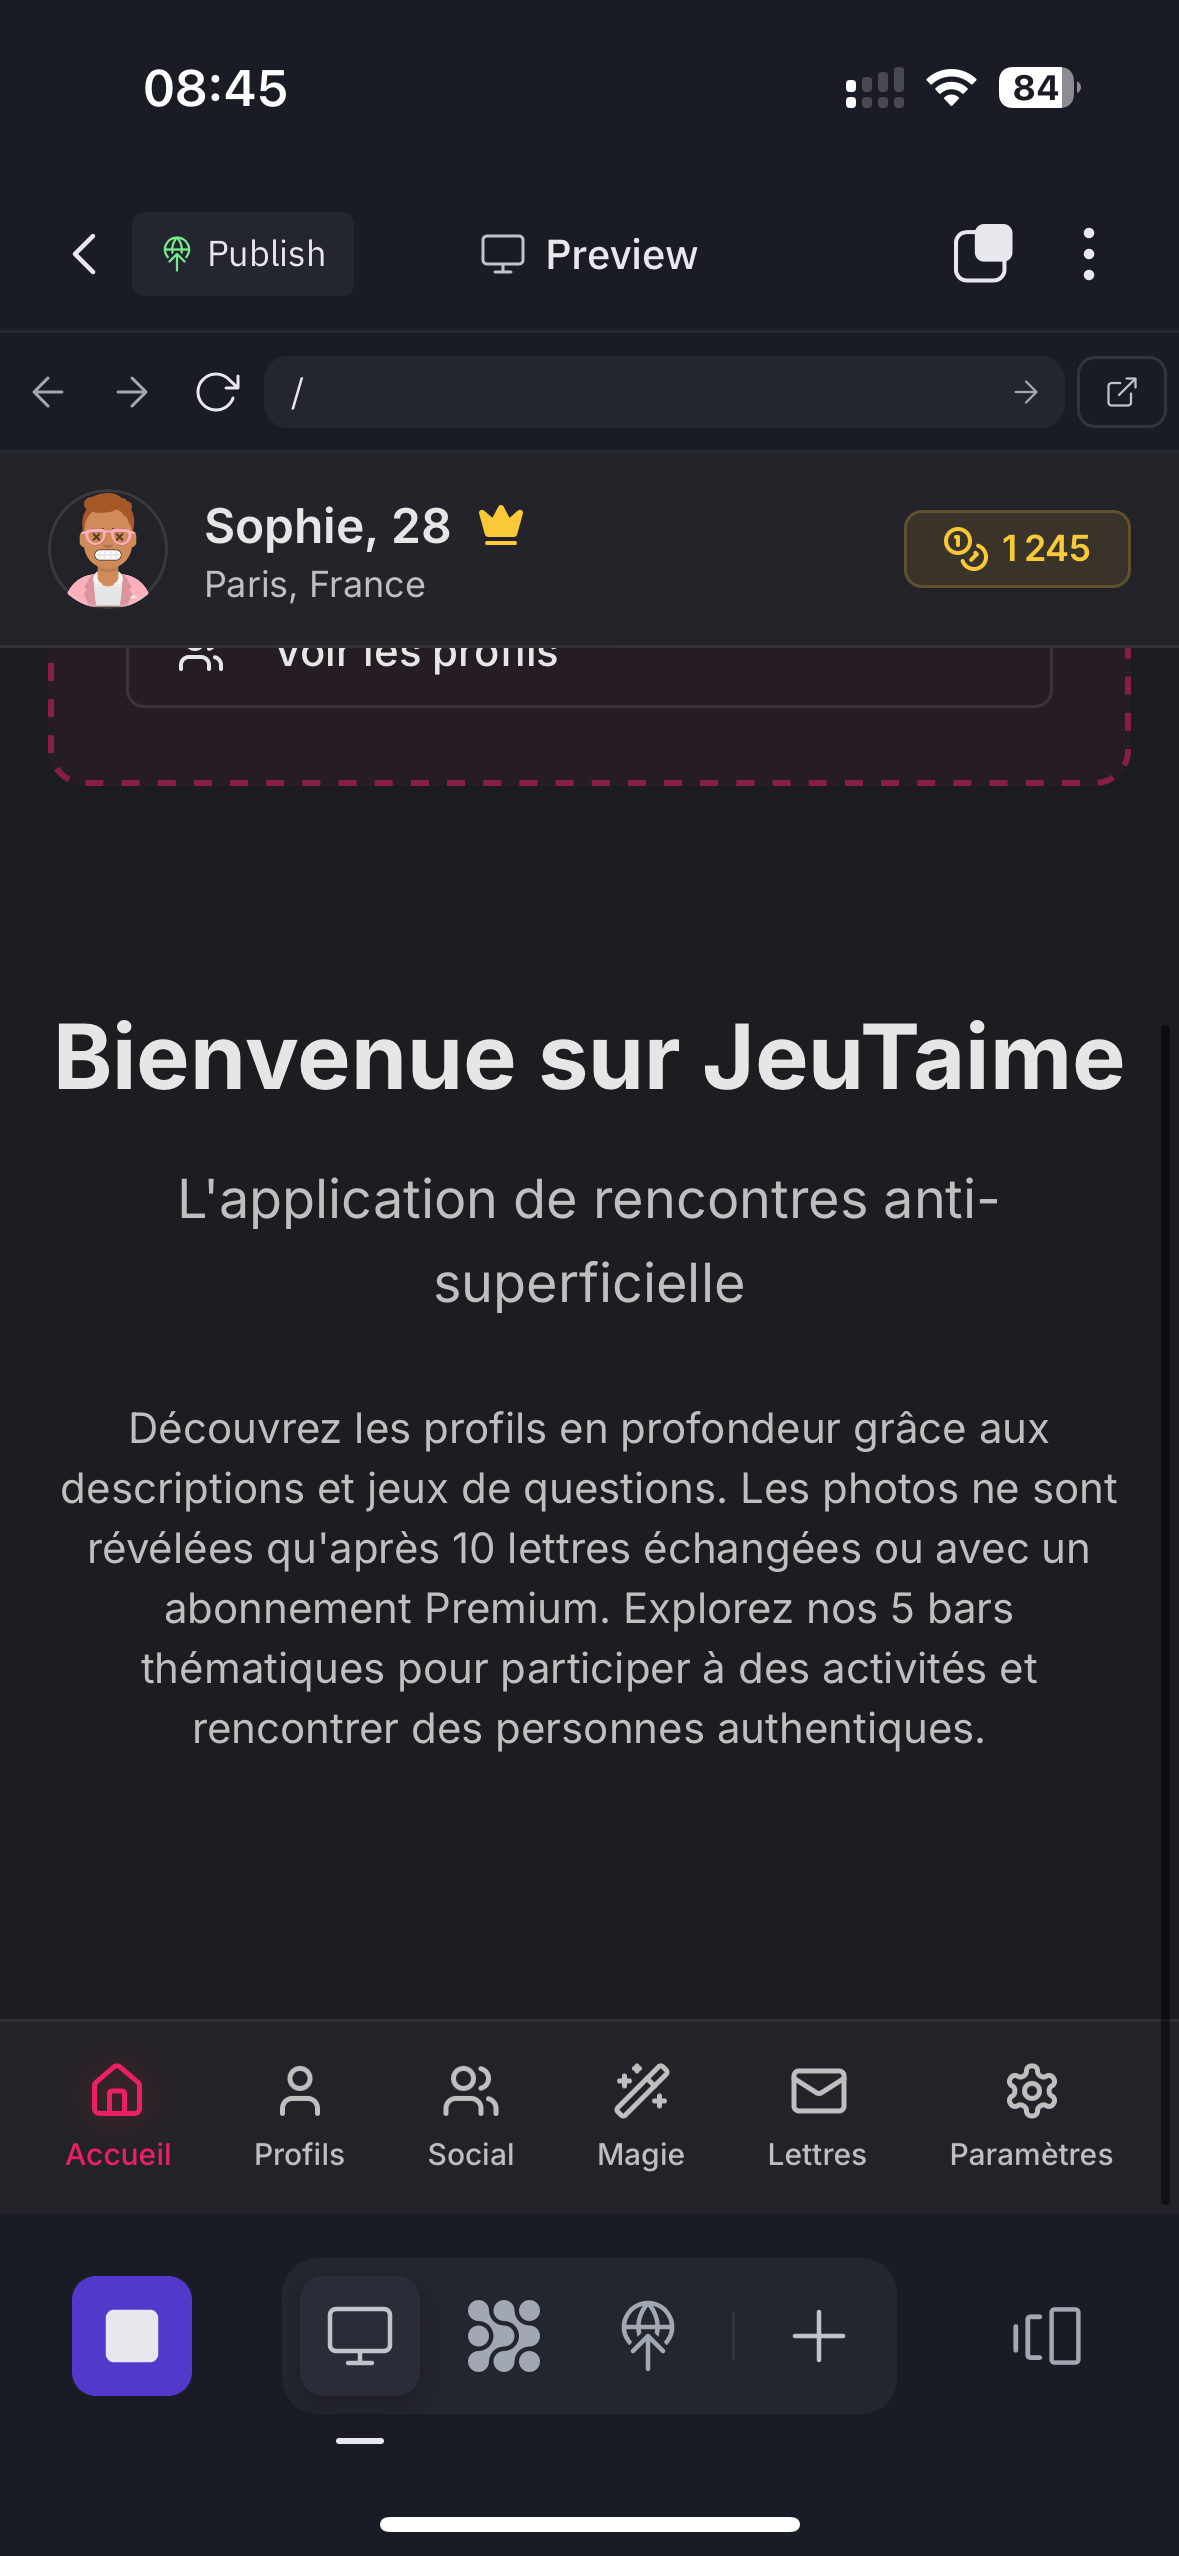 08:45
84
Publish
Preview
/
Sophie, 28
1 245
Paris, France
Voir les profils
Bienvenue sur JeuTaime
L'application de rencontres anti-
superficielle
Découvrez les profils en profondeur grâce aux
descriptions et jeux de questions. Les photos ne sont
révélées qu'après 10 lettres échangées ou avec un
abonnement Premium. Explorez nos 5 bars
thématiques pour participer à des activités et
rencontrer des personnes authentiques.
Accueil
Profils
Social
Magie
Lettres
Paramètres